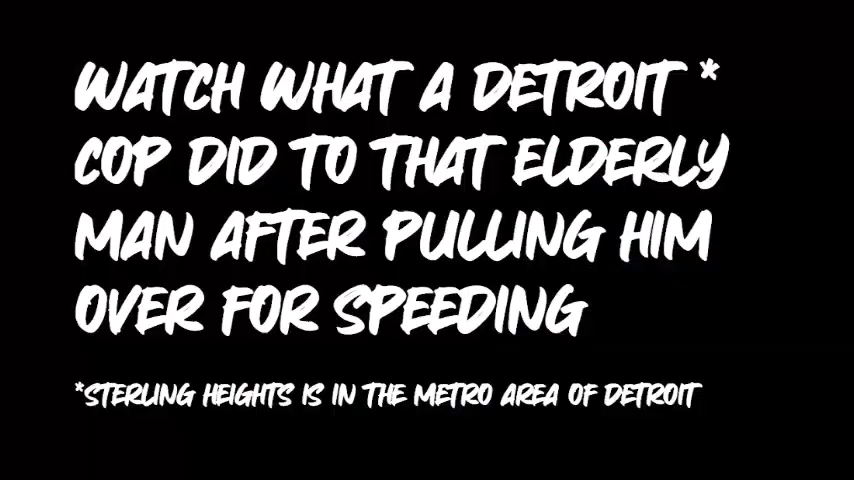 WATCH WHAT A DETROIT *
COP DID TO THAT ELDERLY
MAN AFTER PULLING HIM
OVER FOR SPEEDING
*STERLING HEIGHTS IS IN THE METRO AREA OF DETROIT